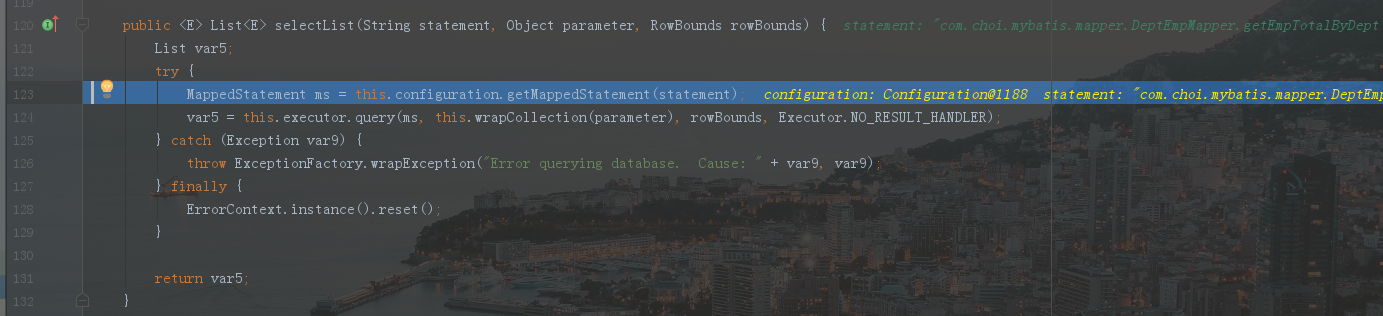 119
120 public <E> List<E> selectList(String statement, Object parameter, RowBounds rowBounds) { statement: "com.choi.mybatis.mapper.DeptEmpMapper.getEmpTotalByDept
121 List var5;
122 try {
123 MappedStatement ms = this.configuration.getMappedStatement(statement); configuration: Configuration@1188 statement: "com.choi.mybatis.mapper.DeptEmp
124 var5 = this.executor.query(ms, this.wrapCollection(parameter), rowBounds, Executor.NO_RESULT_HANDLER);
125 } catch (Exception var9) {
126 throw ExceptionFactory.wrapException("Error querying database.  Cause: " + var9, var9);
127 } finally {
128 ErrorContext.instance().reset();
129 }
130
131 return var5;
132 }